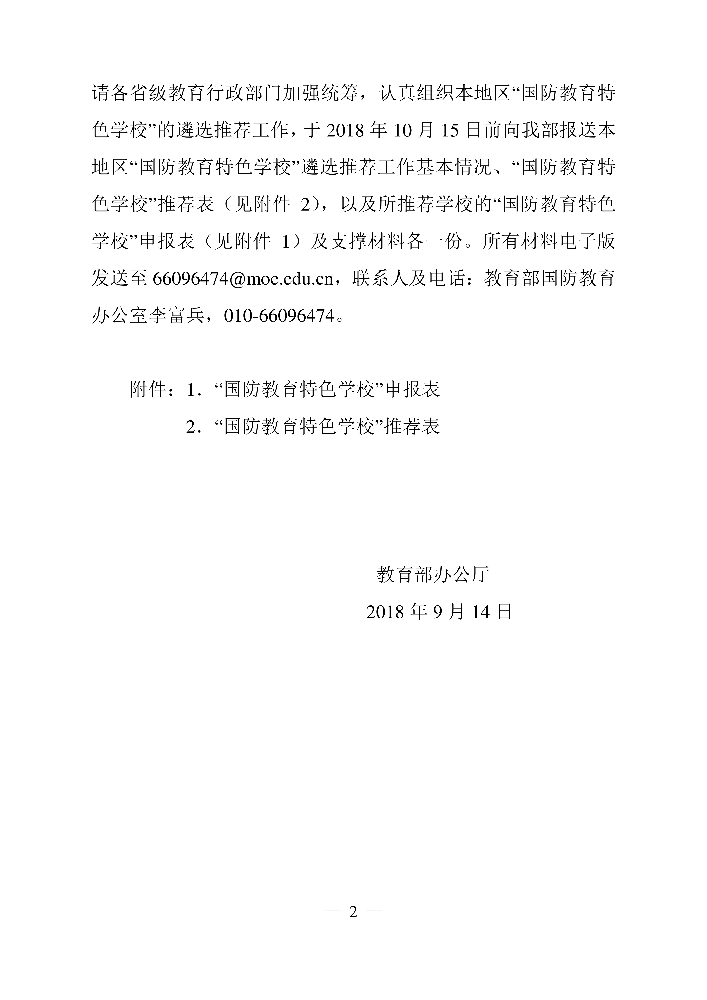 请各省级教育行政部门加强统筹，认真组织本地区“国防教育特
色学校”的遴选推荐工作，于 2018 年 10 月 15 日前向我部报送本
地区“国防教育特色学校”遴选推荐工作基本情况、“国防教育特
色学校”推荐表（见附件 2），以及所推荐学校的“国防教育特色
学校”申报表（见附件 1）及支撑材料各一份。所有材料电子版
发送至 66096474@moe.edu.cn，联系人及电话：教育部国防教育
办公室李富兵，010-66096474。
附件：1．“国防教育特色学校”申报表
2．“国防教育特色学校”推荐表
教育部办公厅
2018 年 9 月 14 日
— 2 —